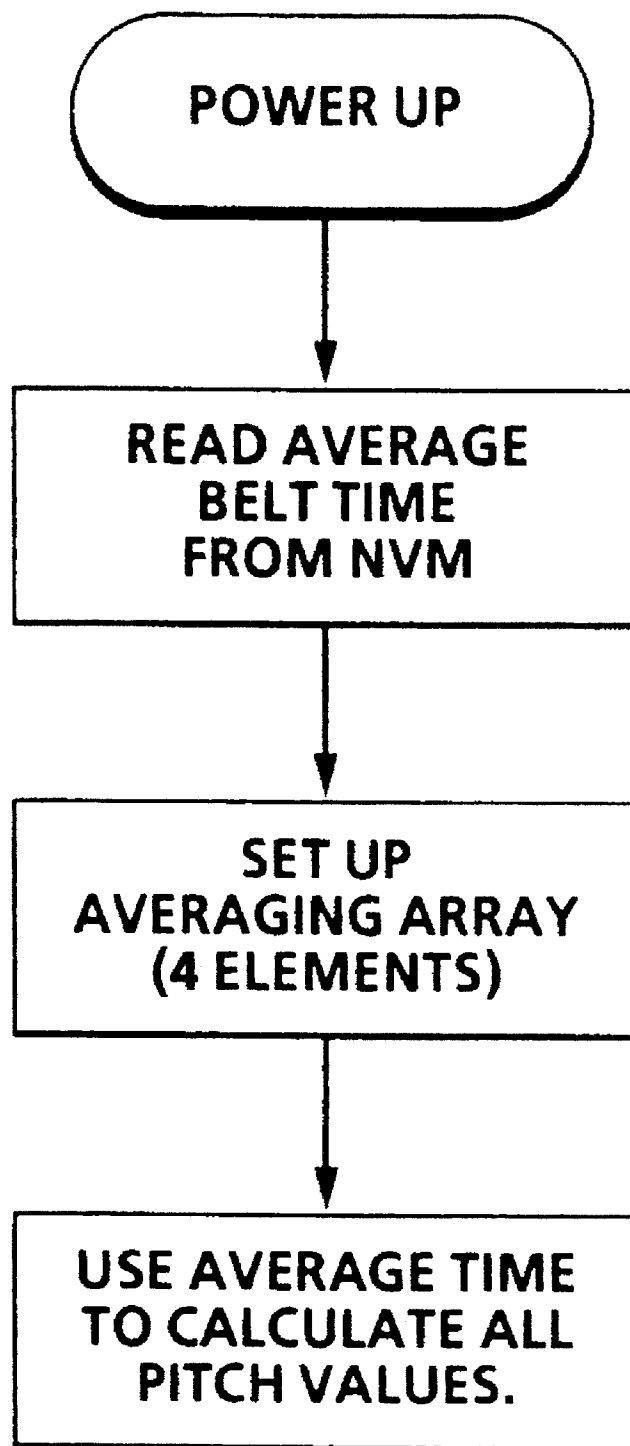 POWER UP
READ AVERAGE
BELT TIME
FROM NVM
SET UP
AVERAGING ARRAY
(4 ELEMENTS)
USE AVERAGE TIME
TO CALCULATE ALL
PITCH VALUES.